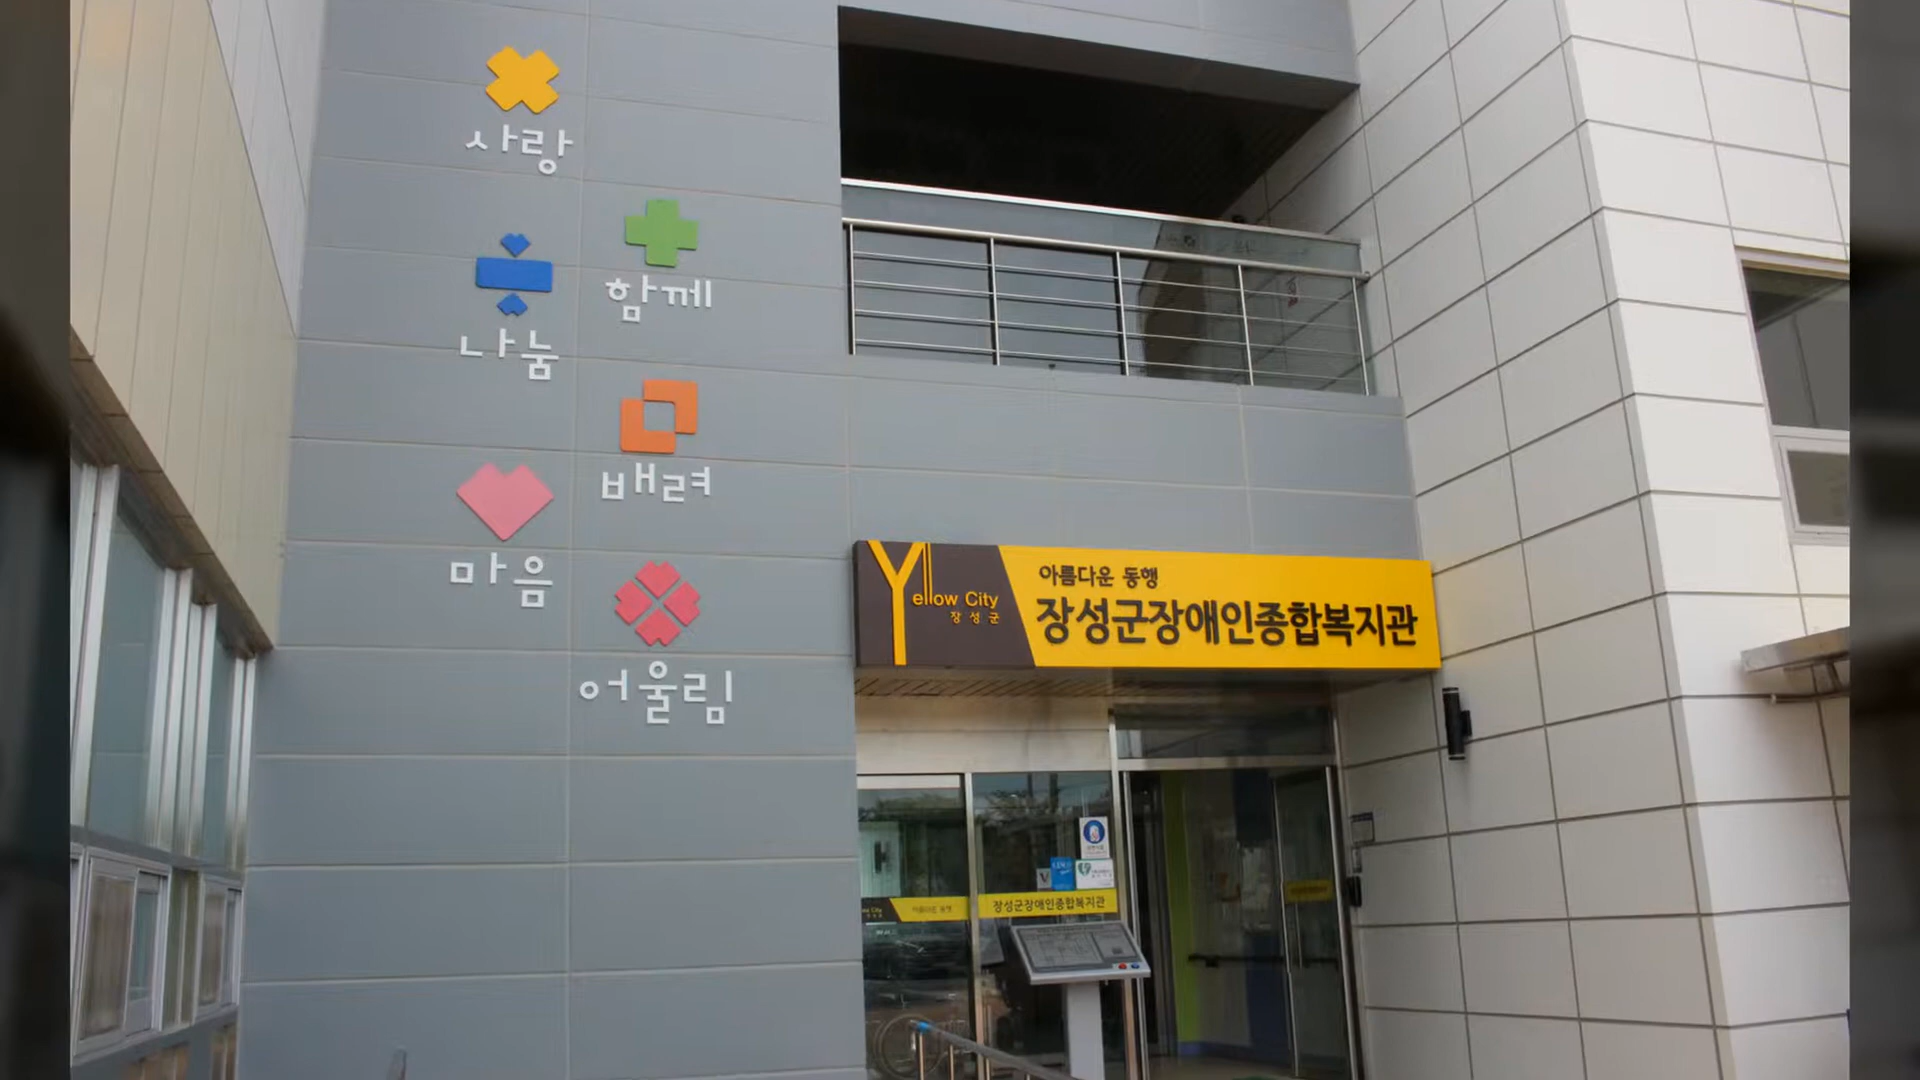 사랑
함께
나눔
배려
마음
어울림
Yellow City
장성군
아름다운 동행
장성군장애인종합복지관
아름다운 동행
장성군장애인종합복지관